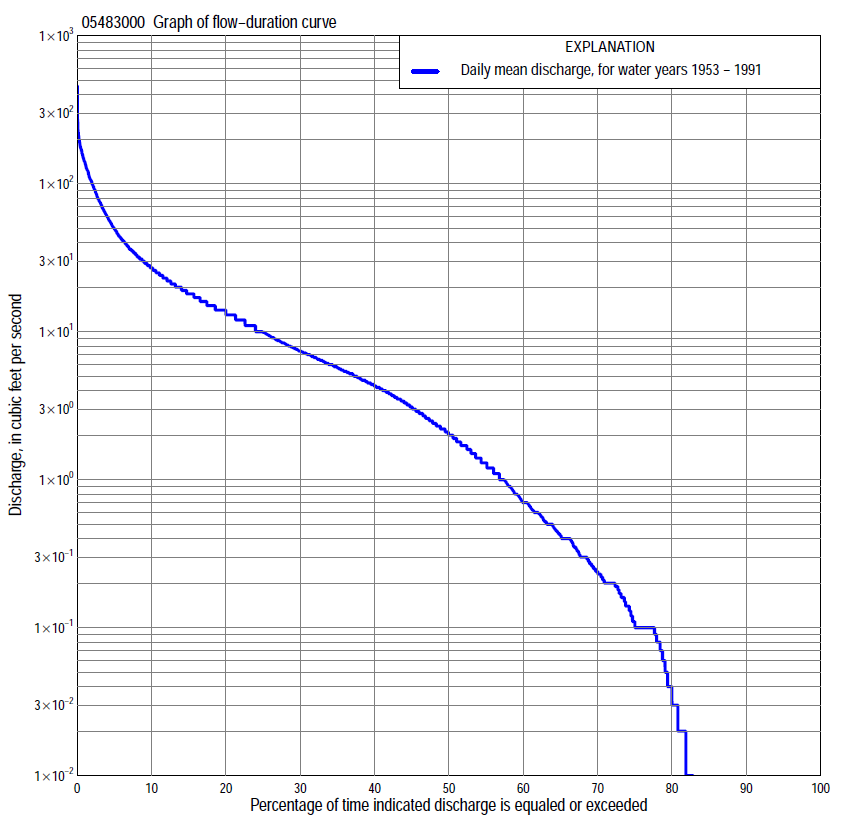 05483000 Graph of flow−duration curve
EXPLANATION
Daily mean discharge, for water years 1953 − 1991
Discharge, in cubic feet per second
1×10³
3×10²
1×10²
3×10¹
1×10¹
3×10⁰
1×10⁰
3×10⁻¹
1×10⁻¹
3×10⁻²
1×10⁻²
0 10 20 30 40 50 60 70 80 90 100
Percentage of time indicated discharge is equaled or exceeded